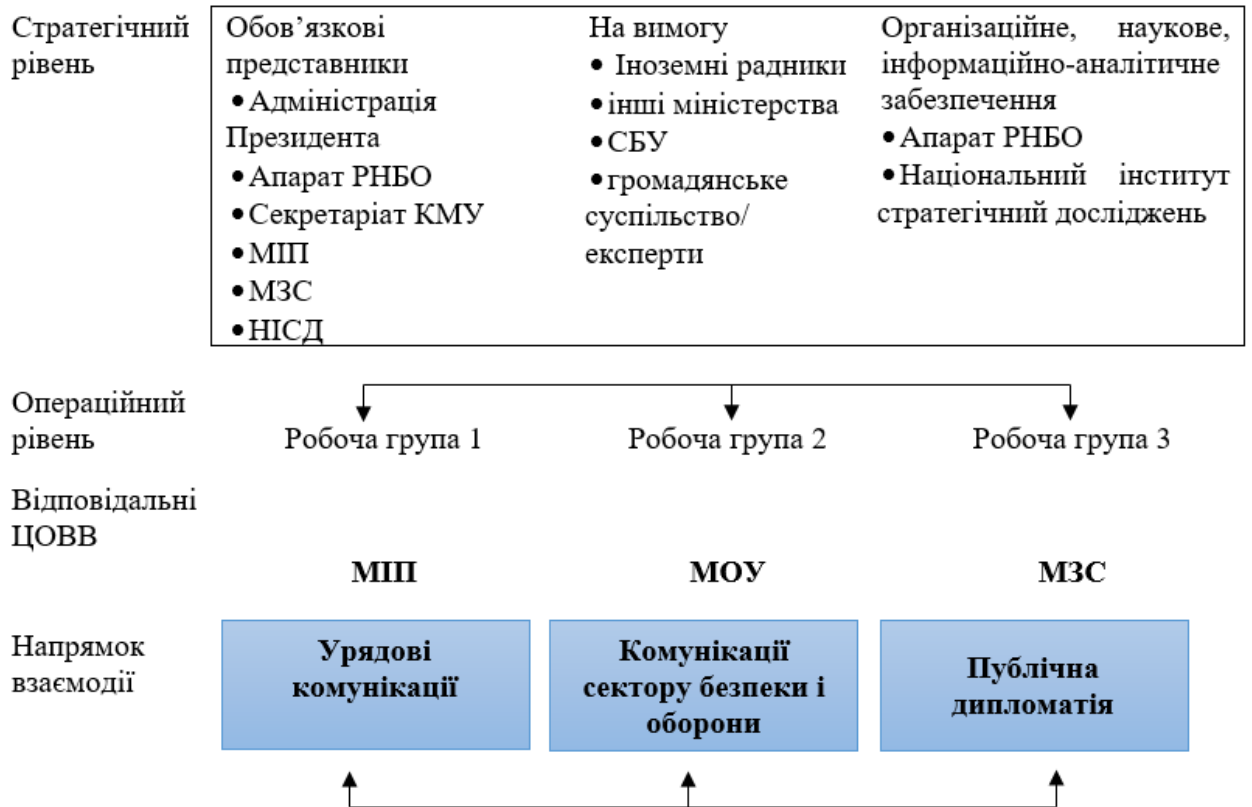 Стратегічний
рівень
Обов’язкові
представники
•Адміністрація
Президента
•Апарат РНБО
•Секретаріат КМУ
•МІП
•МЗС
•НІСД
На вимогу
• Іноземні радники
•інші міністерства
•СБУ
•громадянське
суспільство/
експерти
Організаційне, наукове,
інформаційно-аналітичне
забезпечення
•Апарат РНБО
•Національний інститут
стратегічний досліджень
Операційний
рівень
Робоча група 1
Робоча група 2
Робоча група 3
Відповідальні
ЦОВВ
МІП
МОУ
МЗС
Напрямок
взаємодії
Урядові
комунікації
Комунікації
сектору безпеки і
оборони
Публічна
дипломатія